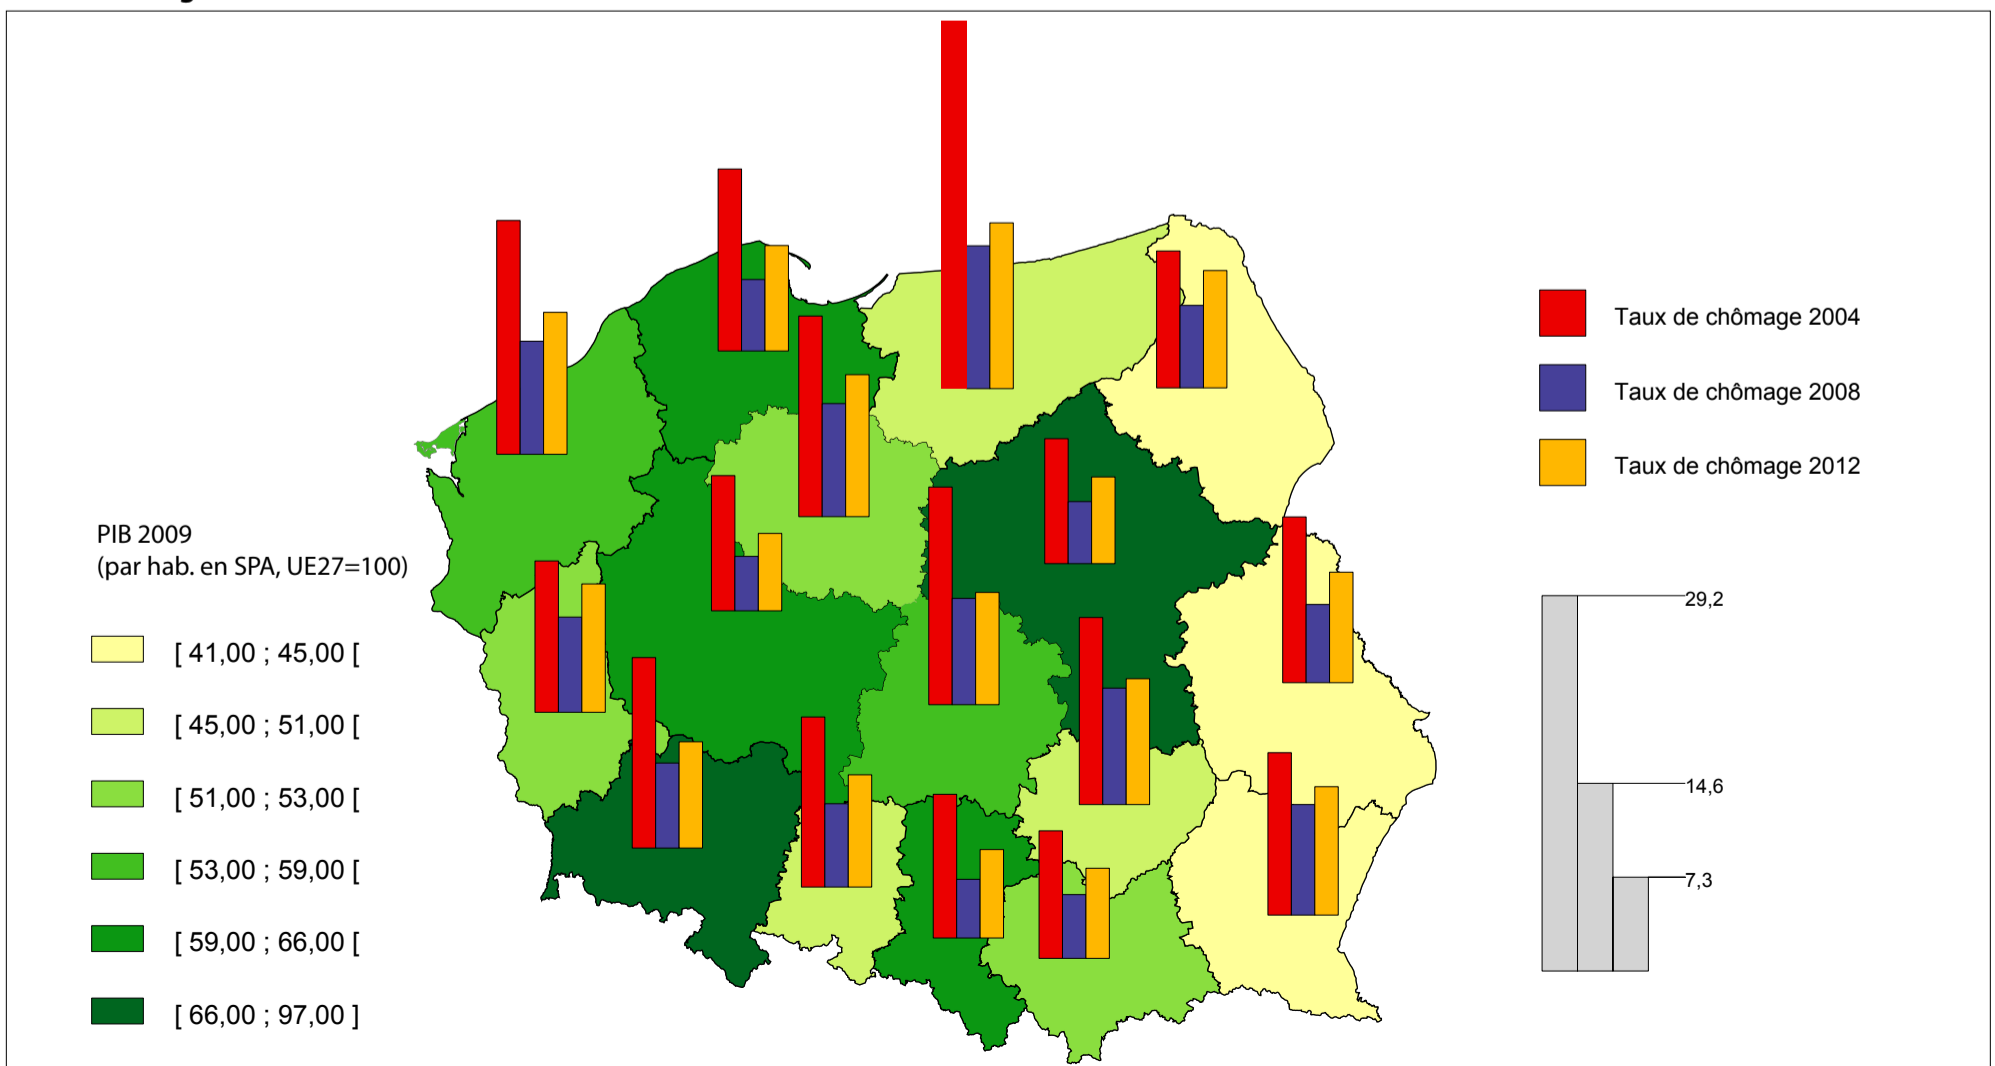 PIB 2009
(par hab. en SPA, UE27=100)
[ 41,00 ; 45,00 [
[ 45,00 ; 51,00 [
[ 51,00 ; 53,00 [
[ 53,00 ; 59,00 [
[ 59,00 ; 66,00 [
[ 66,00 ; 97,00 ]
Taux de chômage 2004
Taux de chômage 2008
Taux de chômage 2012
29,2
14,6
7,3